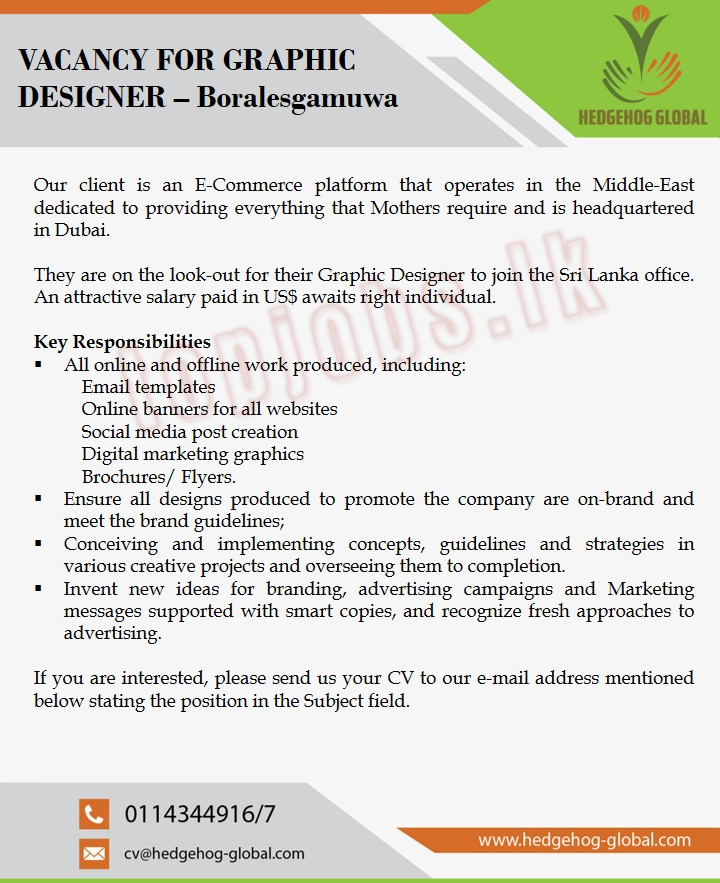 VACANCY FOR GRAPHIC
DESIGNER – Boralesgamuwa
HEDGEHOG GLOBAL
Our client is an E-Commerce platform that operates in the Middle-East
dedicated to providing everything that Mothers require and is headquartered
in Dubai.
They are on the look-out for their Graphic Designer to join the Sri Lanka office.
An attractive salary paid in US$ awaits right individual.
topjobs.lk
Key Responsibilities
▪ All online and offline work produced, including:
Email templates
Online banners for all websites
Social media post creation
Digital marketing graphics
Brochures/ Flyers.
▪ Ensure all designs produced to promote the company are on-brand and
meet the brand guidelines;
▪ Conceiving and implementing concepts, guidelines and strategies in
various creative projects and overseeing them to completion.
▪ Invent new ideas for branding, advertising campaigns and Marketing
messages supported with smart copies, and recognize fresh approaches to
advertising.
If you are interested, please send us your CV to our e-mail address mentioned
below stating the position in the Subject field.
0114344916/7
cv@hedgehog-global.com
www.hedgehog-global.com